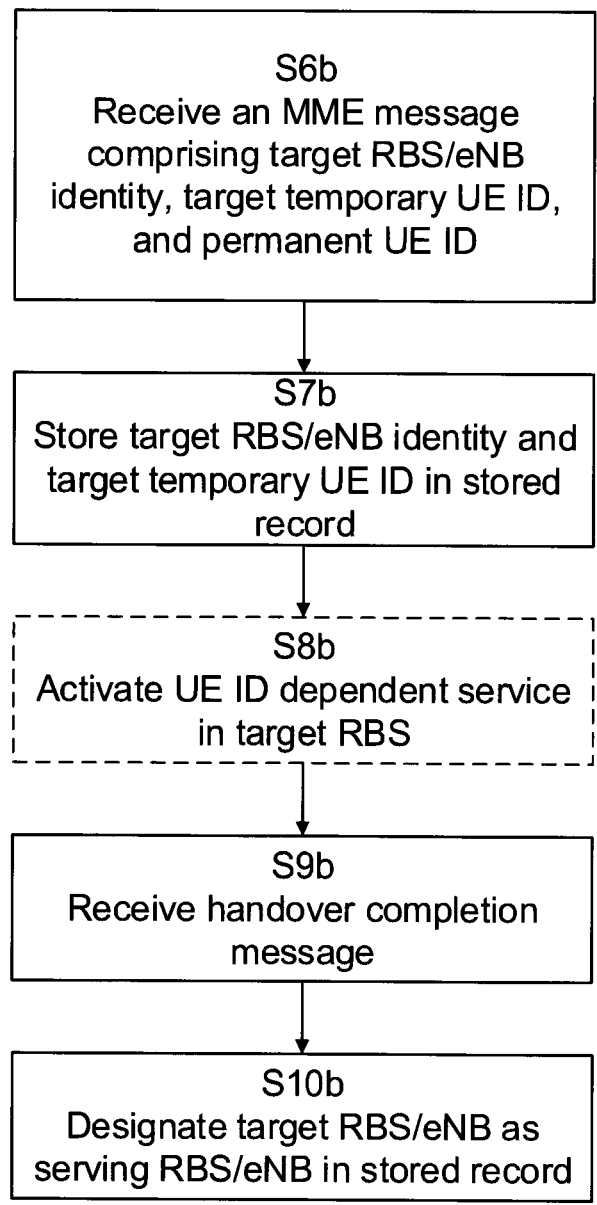 S6b
Receive an MME message
comprising target RBS/eNB
identity, target temporary UE ID,
and permanent UE ID
S7b
Store target RBS/eNB identity and
target temporary UE ID in stored
record
S8b
Activate UE ID dependent service
in target RBS
S9b
Receive handover completion
message
S10b
Designate target RBS/eNB as
serving RBS/eNB in stored record